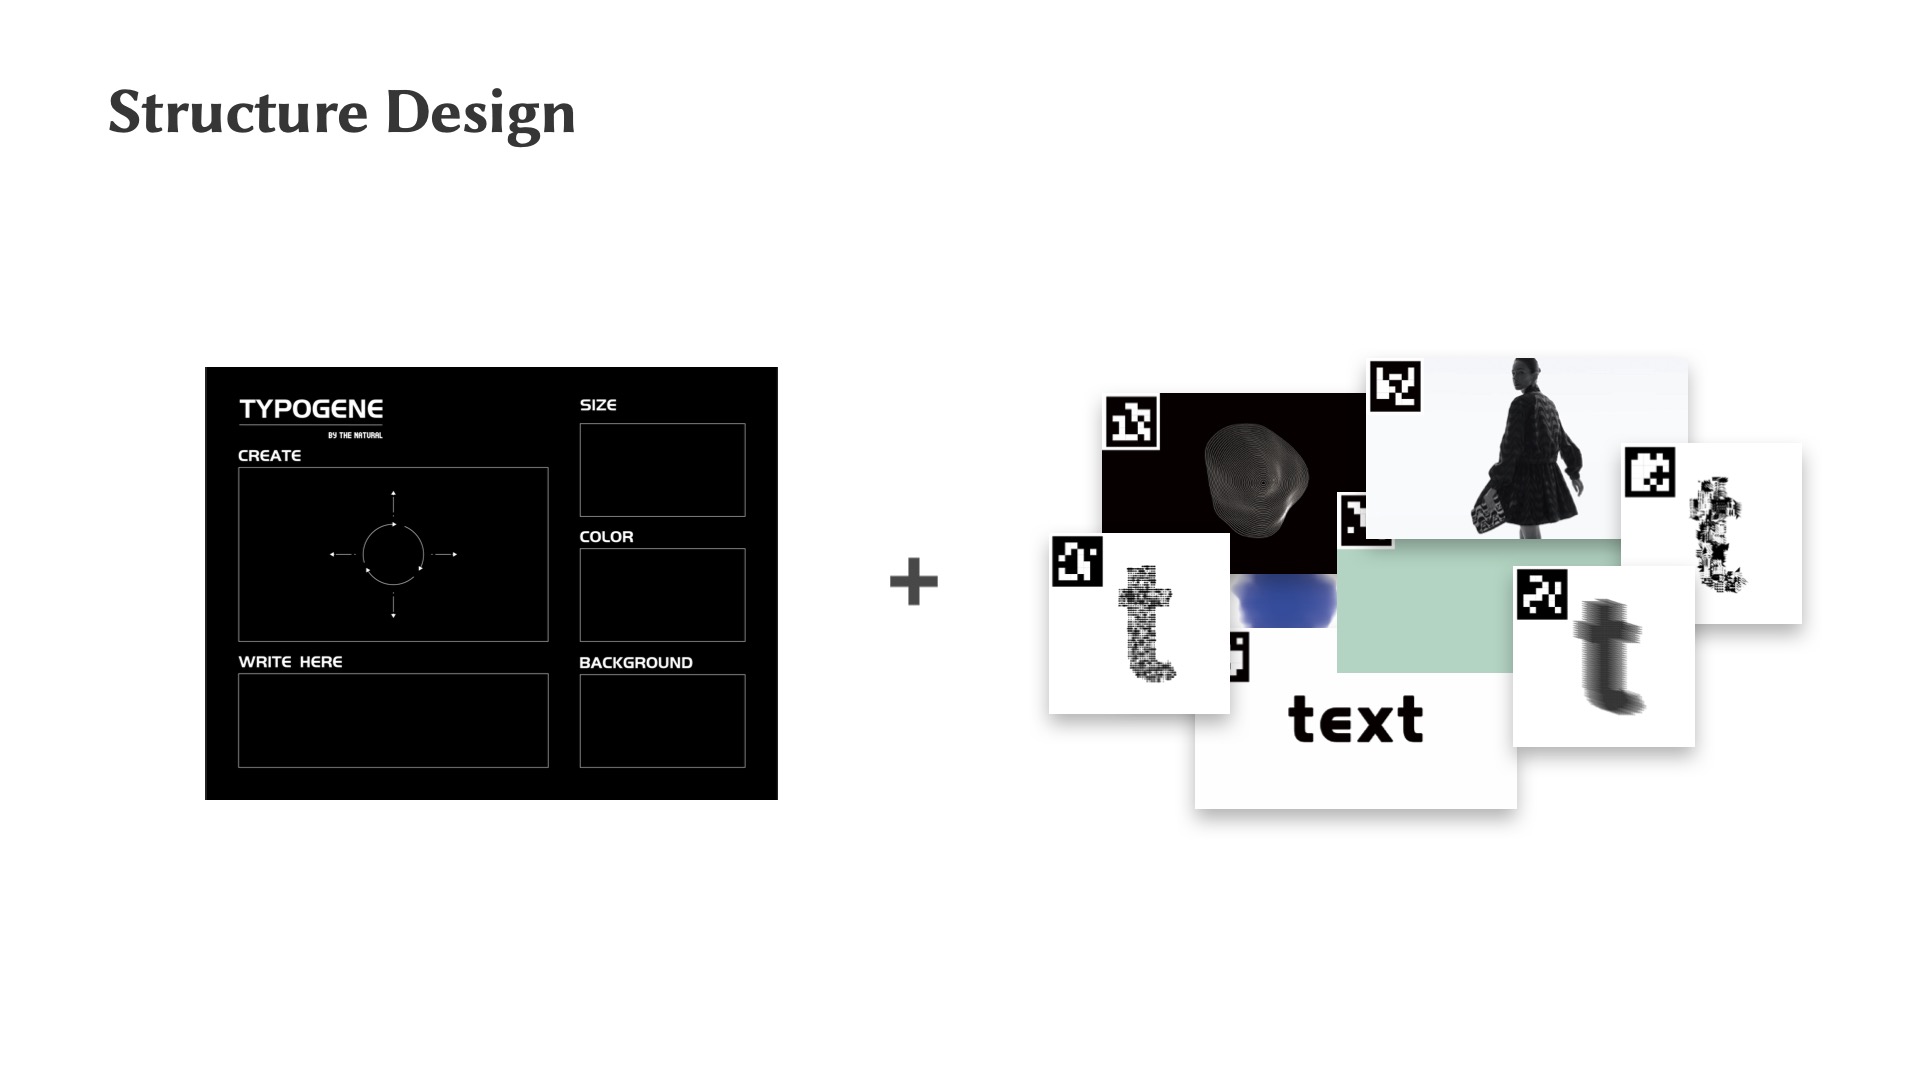 Structure Design
TYPOGENE
BY THE NATURAL
CREATE
WRITE HERE
SIZE
COLOR
BACKGROUND
+
t
t
t
text